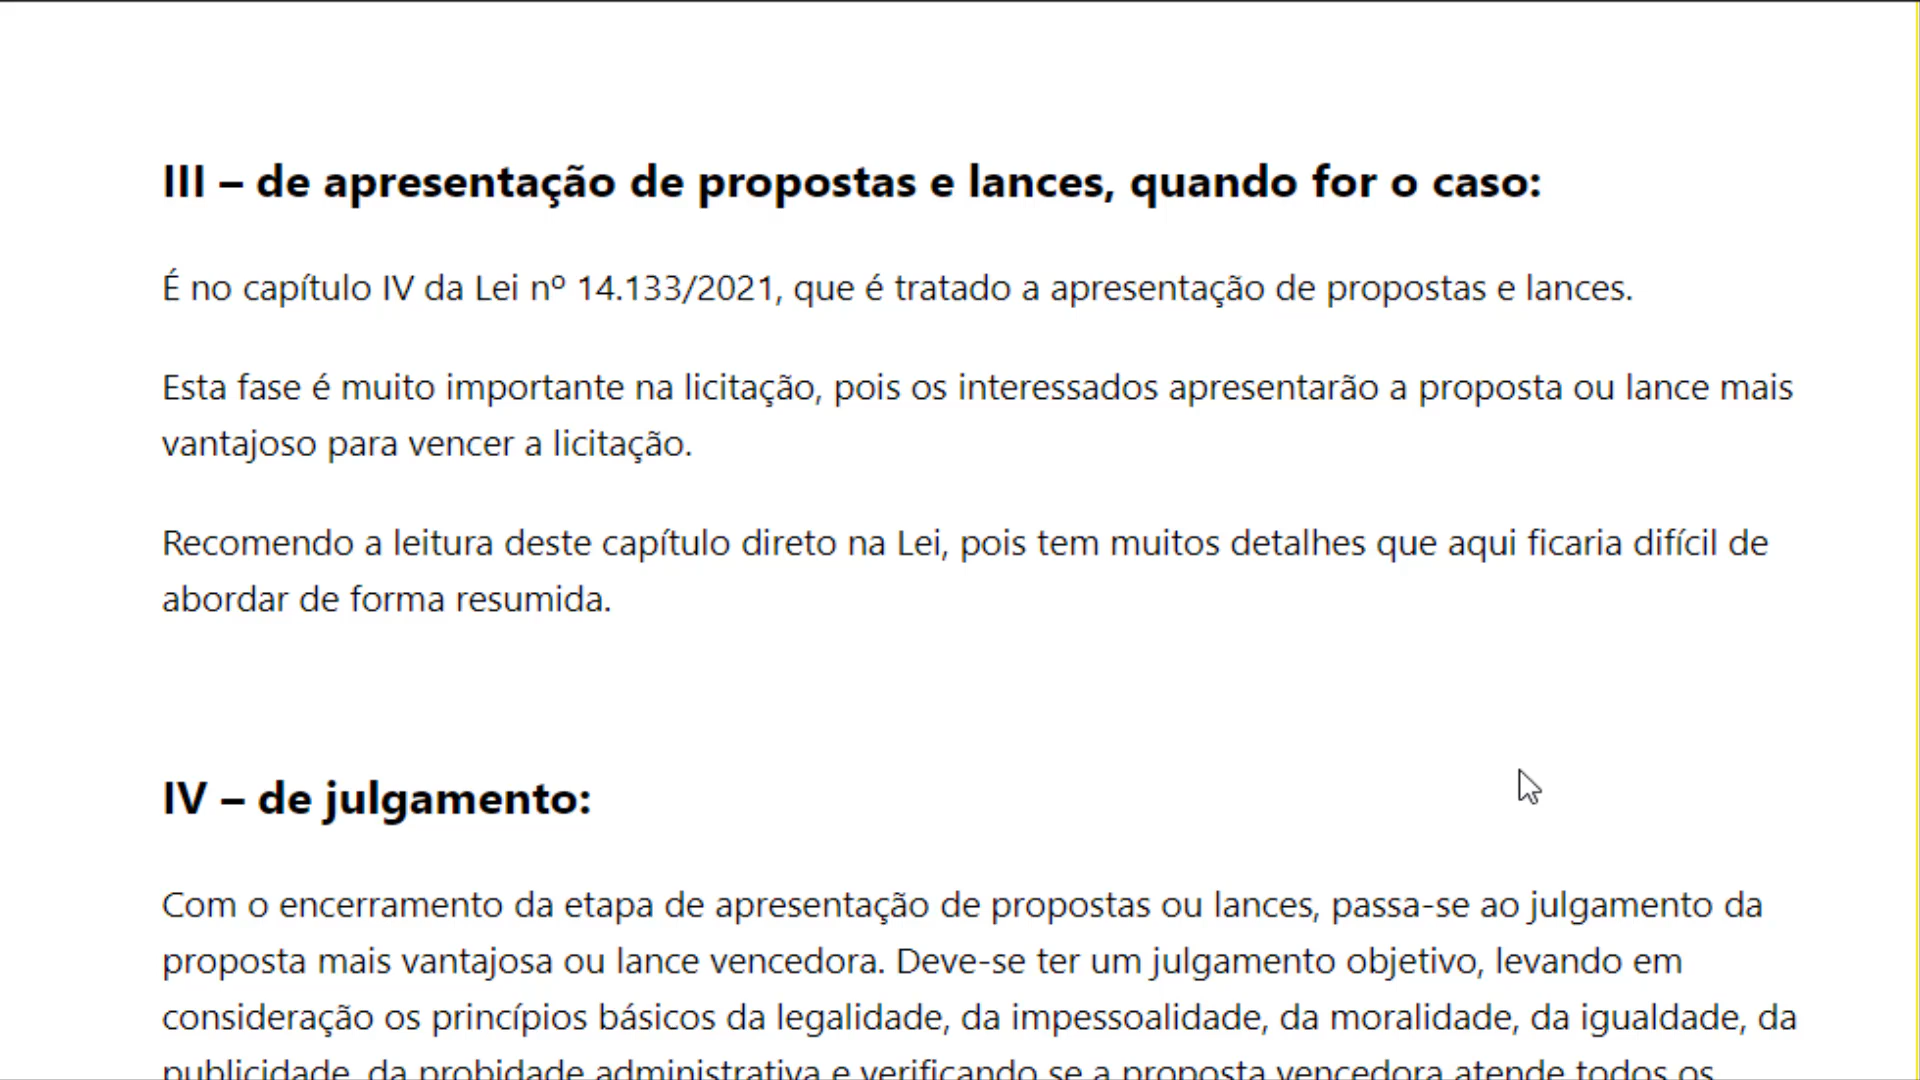 III – de apresentação de propostas e lances, quando for o caso:
É no capítulo IV da Lei nº 14.133/2021, que é tratado a apresentação de propostas e lances.
Esta fase é muito importante na licitação, pois os interessados apresentarão a proposta ou lance mais
vantajoso para vencer a licitação.
Recomendo a leitura deste capítulo direto na Lei, pois tem muitos detalhes que aqui ficaria difícil de
abordar de forma resumida.
IV – de julgamento:
Com o encerramento da etapa de apresentação de propostas ou lances, passa-se ao julgamento da
proposta mais vantajosa ou lance vencedora. Deve-se ter um julgamento objetivo, levando em
consideração os princípios básicos da legalidade, da impessoalidade, da moralidade, da igualdade, da
publicidade, da probidade administrativa e verificando se a proposta vencedora atende todos os